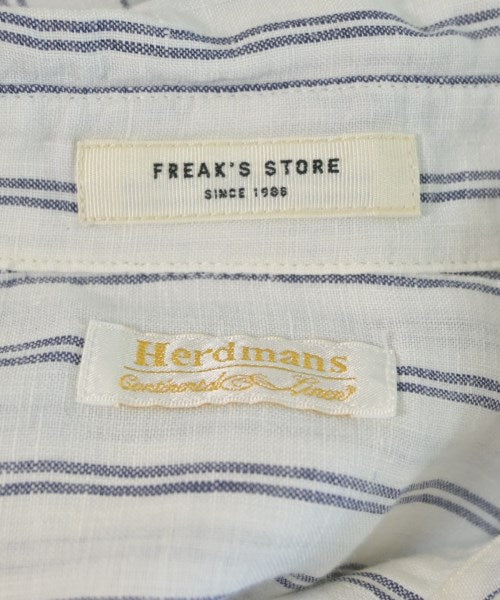 FREAK'S STORE
SINCE 1986
Herdmans
Continental Linen